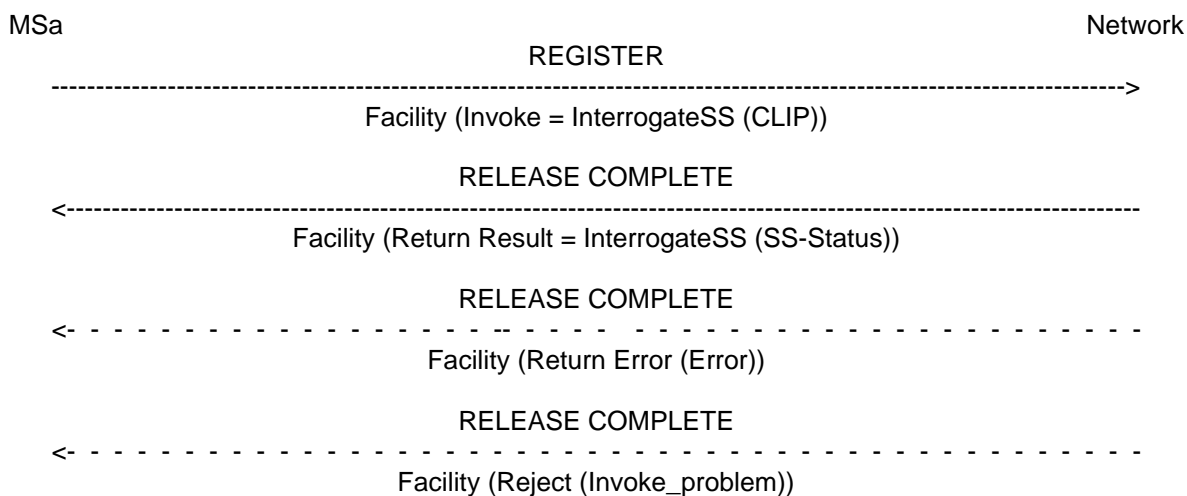 MSa Network
REGISTER
Facility (Invoke = InterrogateSS (CLIP))
RELEASE COMPLETE
Facility (Return Result = InterrogateSS (SS-Status))
RELEASE COMPLETE
Facility (Return Error (Error))
RELEASE COMPLETE
Facility (Reject (Invoke_problem))